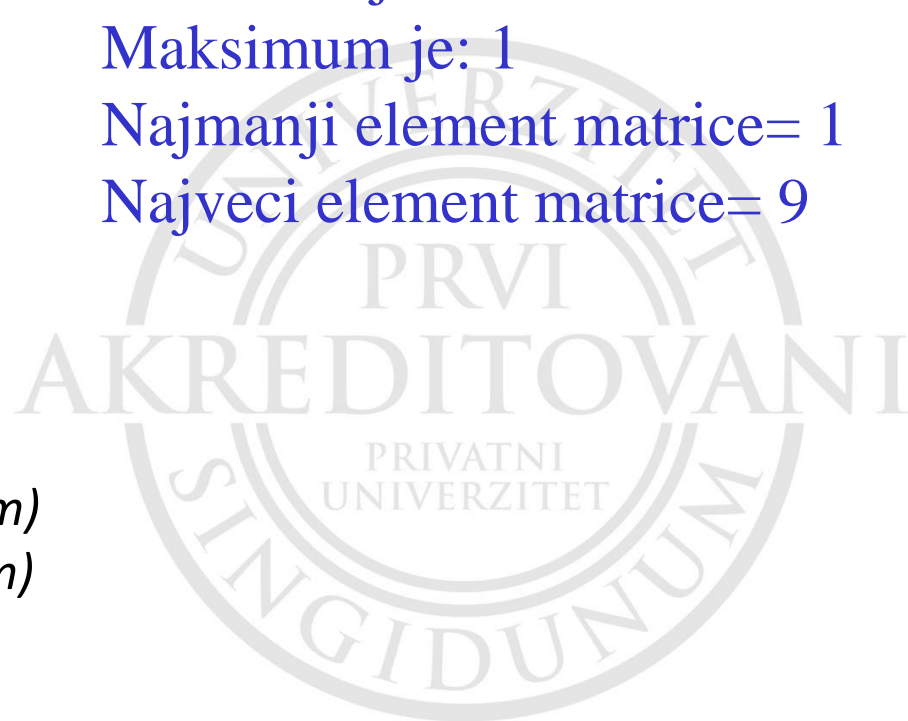 Maksimum je: 1
Najmanji element matrice= 1
Najveci element matrice= 9
UNIVERZITET
PRVI
AKREDITOVANI
PRIVATNI
UNIVERZITET
m)
n)
SINGIDUNUM